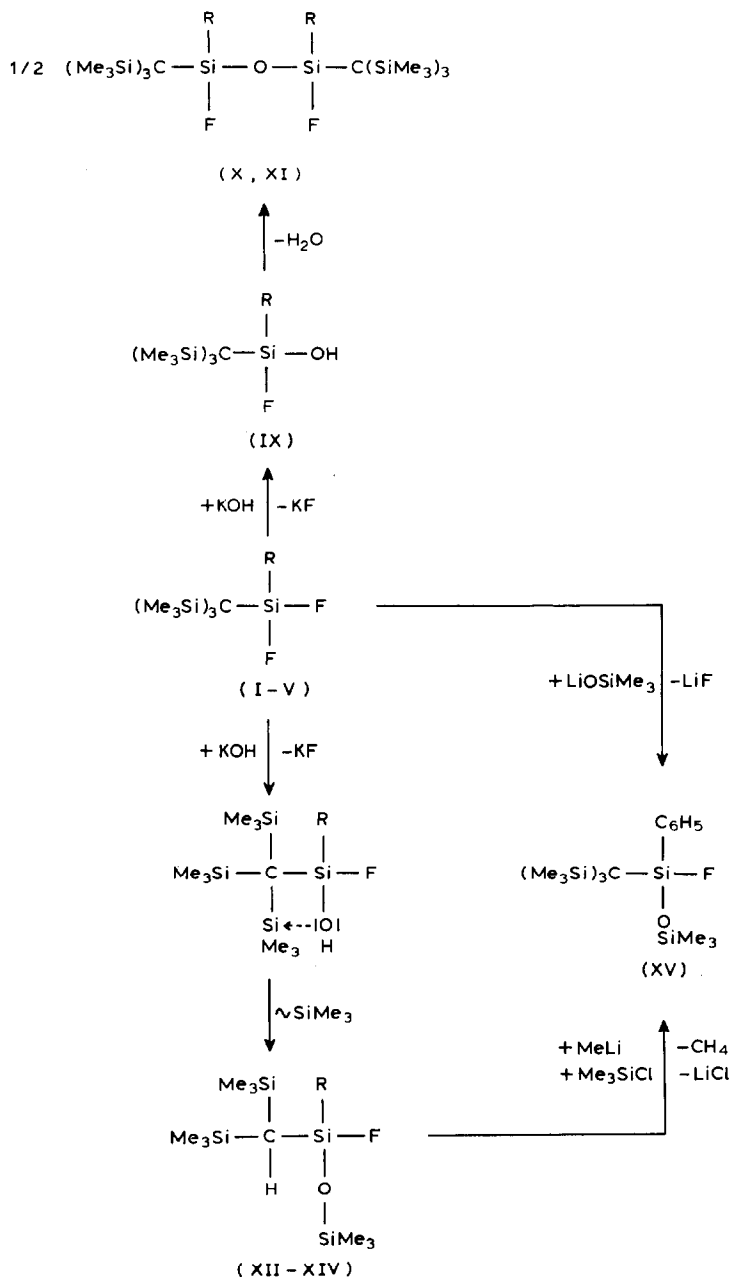 R R
1/2 (Me3Si)3C — Si — O — Si — C(SiMe3)3
F F
(X, XI)
-H2O
R
(Me3Si)3C — Si — OH
F
(IX)
+KOH -KF
R
(Me3Si)3C — Si — F
F
(I-V)
+LiOSiMe3 -LiF
+KOH -KF
Me3Si R
Me3Si — C — Si — F
Si ←-- IOI
Me3 H
C6H5
(Me3Si)3C — Si — F
O
SiMe3
(XV)
~SiMe3
+MeLi -CH4
+Me3SiCl -LiCl
Me3Si R
Me3Si — C — Si — F
H O
SiMe3
(XII-XIV)